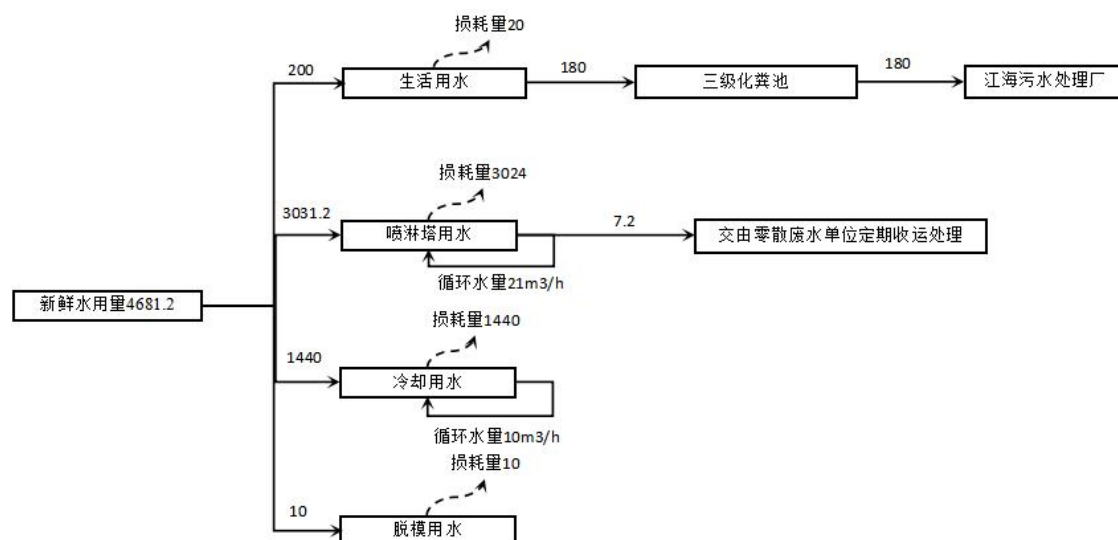 损耗量20
200
生活用水
180
三级化粪池
180
江海污水处理厂
损耗量3024
3031.2
喷淋塔用水
7.2
交由零散废水单位定期收运处理
循环水量21m3/h
新鲜水用量4681.2
损耗量1440
1440
冷却用水
循环水量10m3/h
损耗量10
10
脱模用水